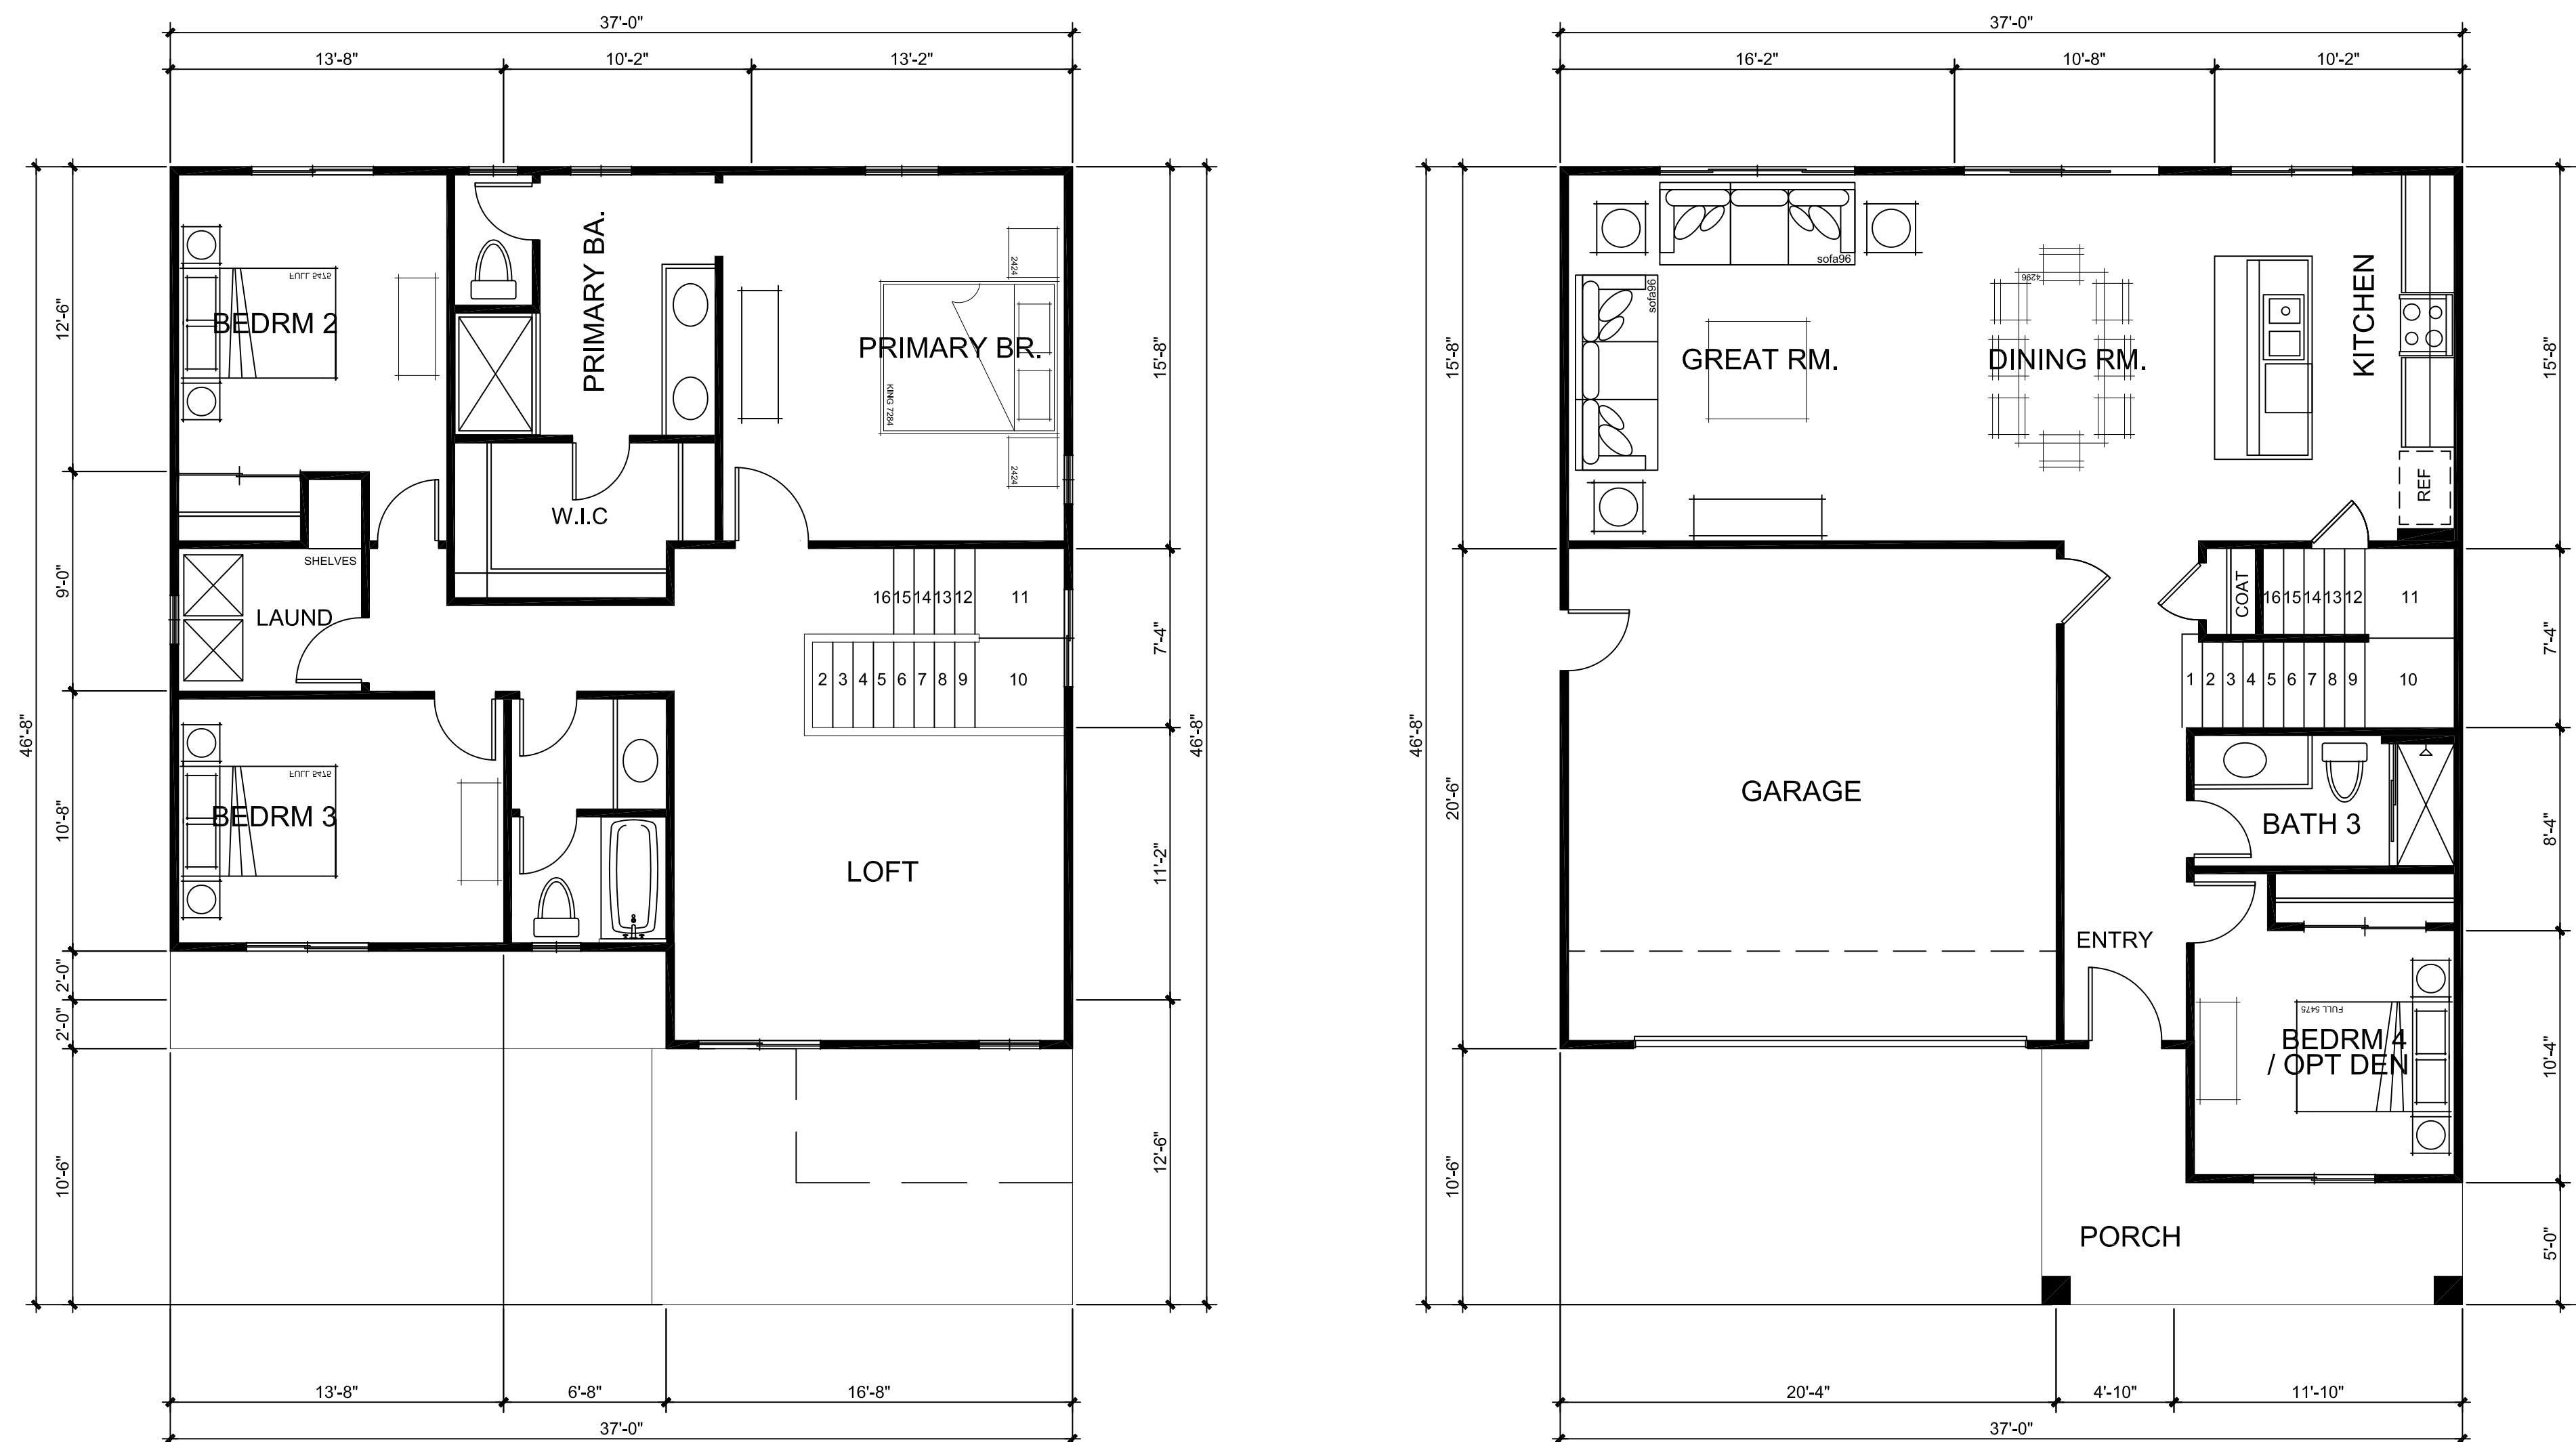 37'-0"
13'-8"
10'-2"
13'-2"
46'-8"
12'-6"
9'-0"
10'-8"
2'-0"
2'-0"
10'-6"
FULL 5475
BEDRM 2
PRIMARY BA.
PRIMARY BR.
2424
KING 7284
2424
W.I.C
SHELVES
LAUND
16 15 14 13 12 11
2 3 4 5 6 7 8 9 10
FULL 5475
BEDRM 3
LOFT
15'-8"
7'-4"
11'-2"
12'-6"
46'-8"
13'-8"
6'-8"
16'-8"
37'-0"
37'-0"
16'-2"
10'-8"
10'-2"
46'-8"
15'-8"
20'-6"
10'-6"
sofa96
sofa96
GREAT RM.
4296
DINING RM.
KITCHEN
REF
COAT
16 15 14 13 12 11
1 2 3 4 5 6 7 8 9 10
GARAGE
BATH 3
ENTRY
FULL 5475
BEDRM 4
/ OPT DEN
PORCH
15'-8"
7'-4"
8'-4"
10'-4"
5'-0"
20'-4"
4'-10"
11'-10"
37'-0"